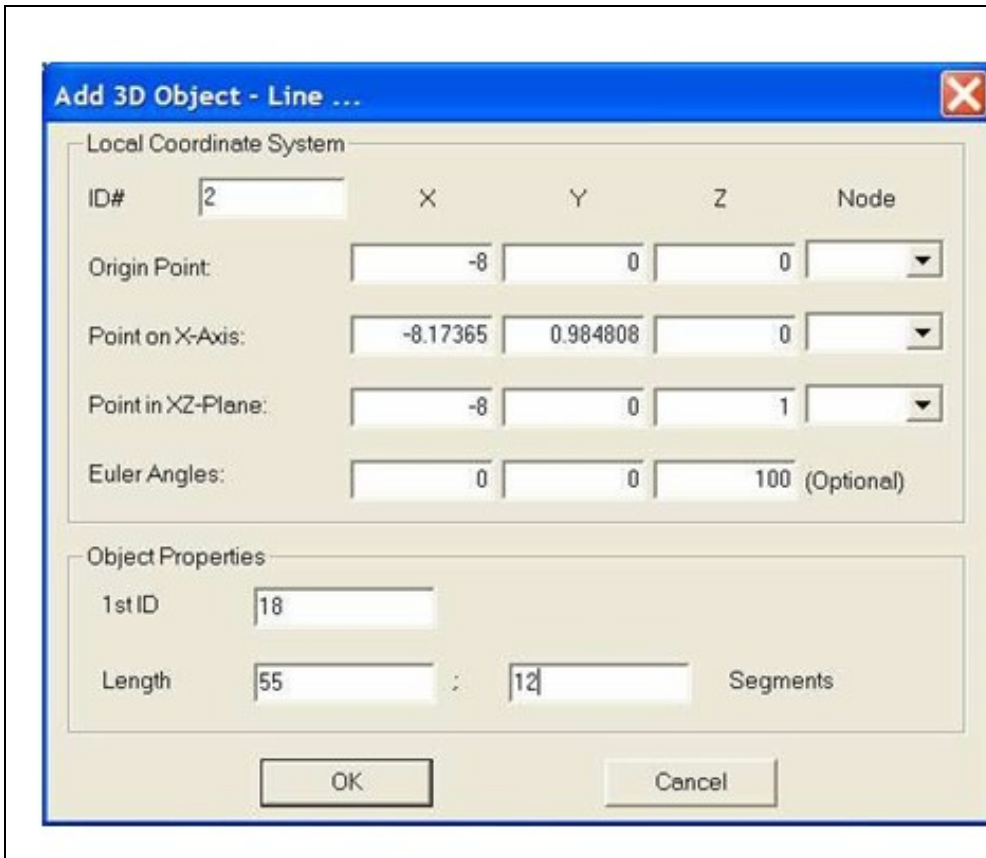 Add 3D Object - Line ...
Local Coordinate System
ID# 2 X Y Z Node
Origin Point: -8 0 0
Point on X-Axis: -8.17365 0.984808 0
Point in XZ-Plane: -8 0 1
Euler Angles: 0 0 100 (Optional)
Object Properties
1st ID 18
Length 55 : 12 Segments
OK Cancel